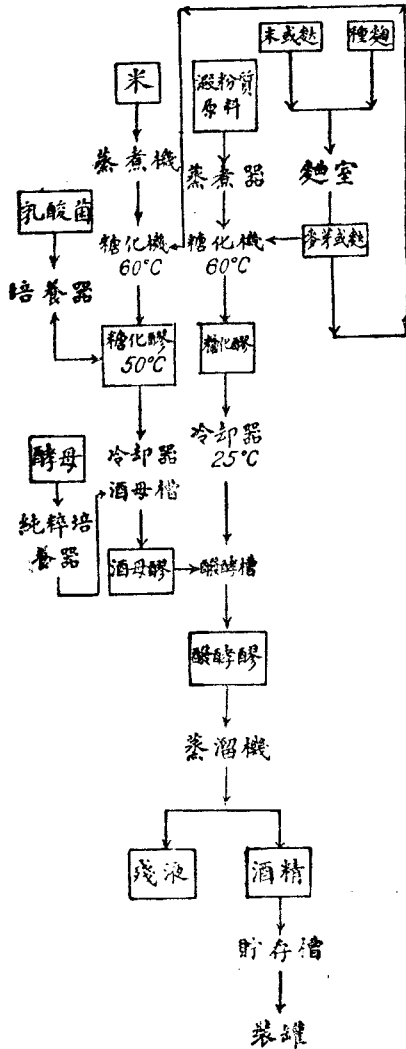 米或麩
種麴
米
澱粉質
原料
蒸煮機
蒸煮器
麴室
乳酸菌
糖化機
60°C
糖化機
60°C
麥芽或麩
培養器
糖化醪
50°C
糖化醪
冷却器
25°C
酵母
冷却器
酒母槽
純粹培
養器
酒母醪
醱酵槽
醱酵醪
蒸溜機
殘液
酒精
貯存槽
裝罐